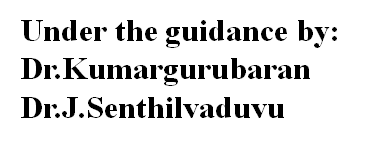 Under the guidance by:
Dr.Kumargurubaran
Dr.J.Senthilvaduvu